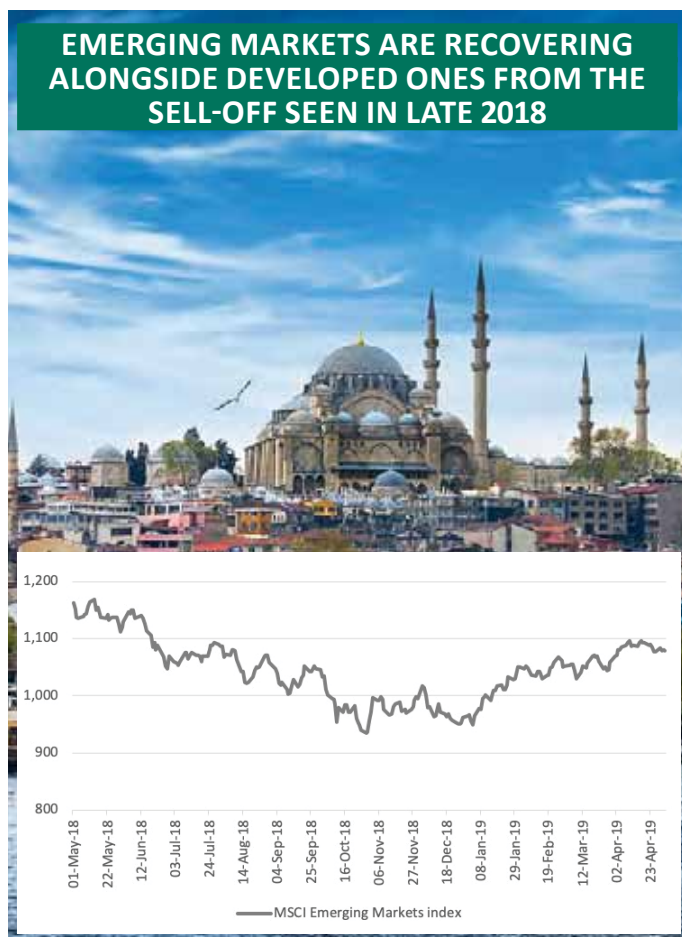 EMERGING MARKETS ARE RECOVERING
ALONGSIDE DEVELOPED ONES FROM THE
SELL-OFF SEEN IN LATE 2018
1,200
1,100
1,000
900
800
01-May-18
22-May-18
12-Jun-18
03-Jul-18
24-Jul-18
14-Aug-18
04-Sep-18
25-Sep-18
16-Oct-18
06-Nov-18
27-Nov-18
18-Dec-18
08-Jan-19
29-Jan-19
19-Feb-19
12-Mar-19
02-Apr-19
23-Apr-19
MSCI Emerging Markets index